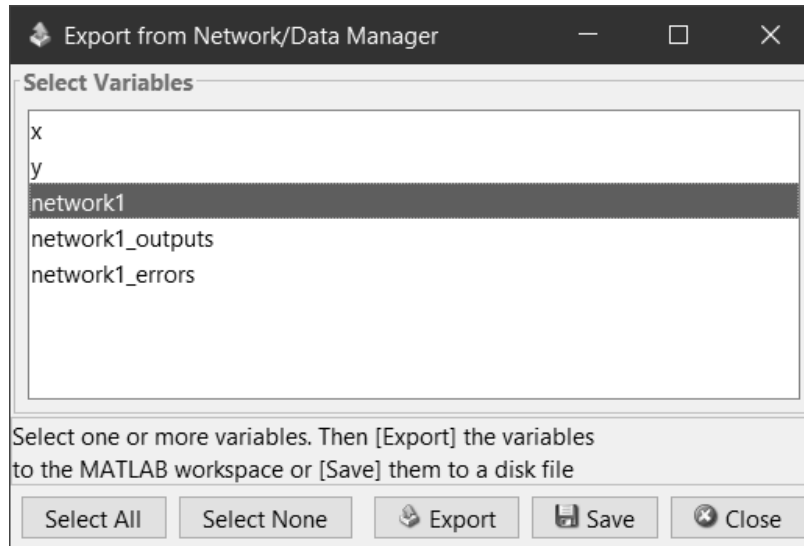 Export from Network/Data Manager
Select Variables
x
y
network1
network1_outputs
network1_errors
Select one or more variables. Then [Export] the variables
to the MATLAB workspace or [Save] them to a disk file
Select All Select None Export Save Close